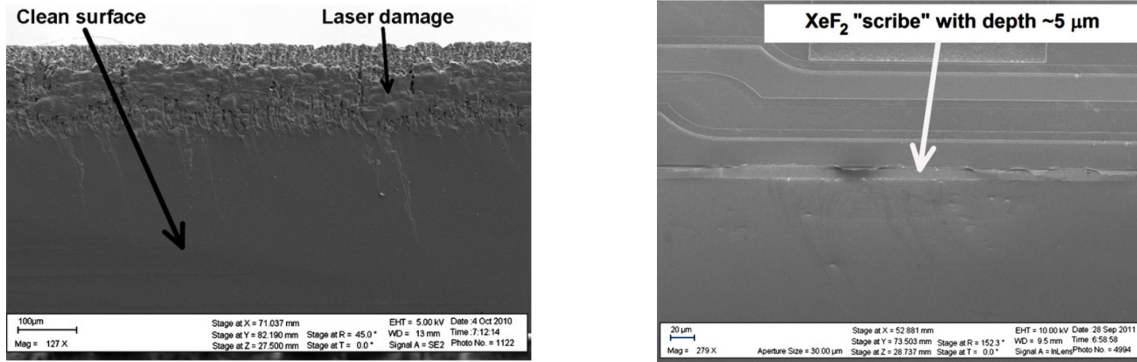 Clean surface
Laser damage
100µm
Mag = 127 X
Stage at X = 71.037 mm
Stage at Y = 82.190 mm
Stage at Z = 27.500 mm
Stage at R = 45.0 °
Stage at T = 0.0 °
EHT = 5.00 kV
WD = 13 mm
Signal A = SE2
Date :4 Oct 2010
Time :7:12:14
Photo No. = 1122
XeF₂ "scribe" with depth ~5 µm
20 µm
Mag = 279 X
Aperture Size = 30.00 µm
Stage at X = 52.881 mm
Stage at Y = 73.503 mm
Stage at Z = 28.737 mm
Stage at R = 152.3 °
Stage at T = 0.0 °
EHT = 10.00 kV
WD = 9.5 mm
Signal A = InLens
Date 28 Sep 2011
Time :6:58:58
Photo No. = 4994